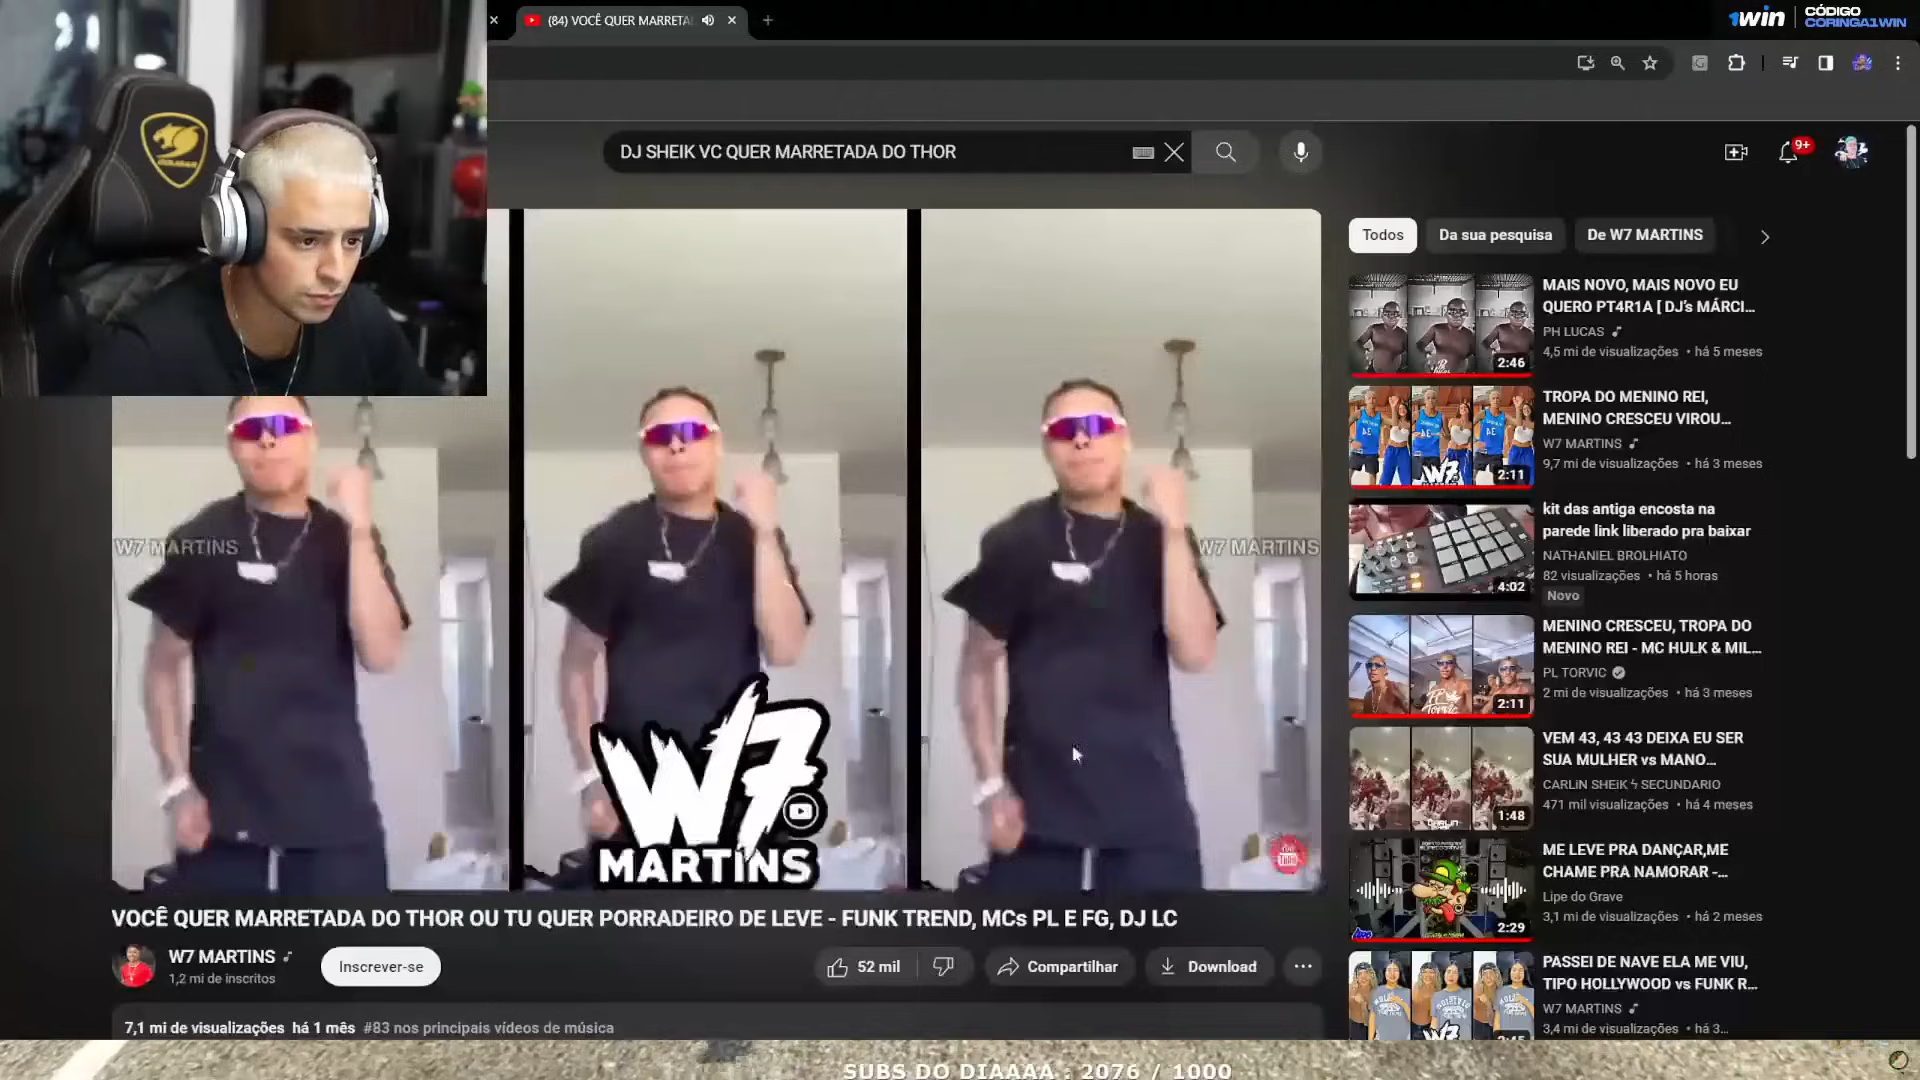 (84) VOCÊ QUER MARRETA
1win
CÓDIGO
CORINGA1WIN
COUGAR
DJ SHEIK VC QUER MARRETADA DO THOR
9+
Todos
Da sua pesquisa
De W7 MARTINS
W7 MARTINS
W7 MARTINS
W7
MARTINS
MAIS NOVO, MAIS NOVO EU
QUERO PT4R1A [ DJ's MÁRCI...
PH LUCAS
4,5 mi de visualizações • há 5 meses
2:46
TROPA DO MENINO REI,
MENINO CRESCEU VIROU...
W7 MARTINS
9,7 mi de visualizações • há 3 meses
2:11
kit das antiga encosta na
parede link liberado pra baixar
NATHANIEL BROLHIATO
82 visualizações • há 5 horas
Novo
4:02
MENINO CRESCEU, TROPA DO
MENINO REI - MC HULK & MIL...
PL TORVIC
2 mi de visualizações • há 3 meses
2:11
VEM 43, 43 43 DEIXA EU SER
SUA MULHER vs MANO...
CARLiN SHEiK ϟ SECUNDARIO
471 mil visualizações • há 4 meses
1:48
ME LEVE PRA DANÇAR,ME
CHAME PRA NAMORAR -...
Lipe do Grave
3,1 mi de visualizações • há 2 meses
2:29
PASSEI DE NAVE ELA ME VIU,
TIPO HOLLYWOOD vs FUNK R...
W7 MARTINS
3,4 mi de visualizações • há 3...
VOCÊ QUER MARRETADA DO THOR OU TU QUER PORRADEIRO DE LEVE - FUNK TREND, MCs PL E FG, DJ LC
W7 MARTINS
1,2 mi de inscritos
Inscrever-se
52 mil
Compartilhar
Download
7,1 mi de visualizações há 1 mês #83 nos principais vídeos de música
SUBS DO DIAAAA : 2076 / 1000